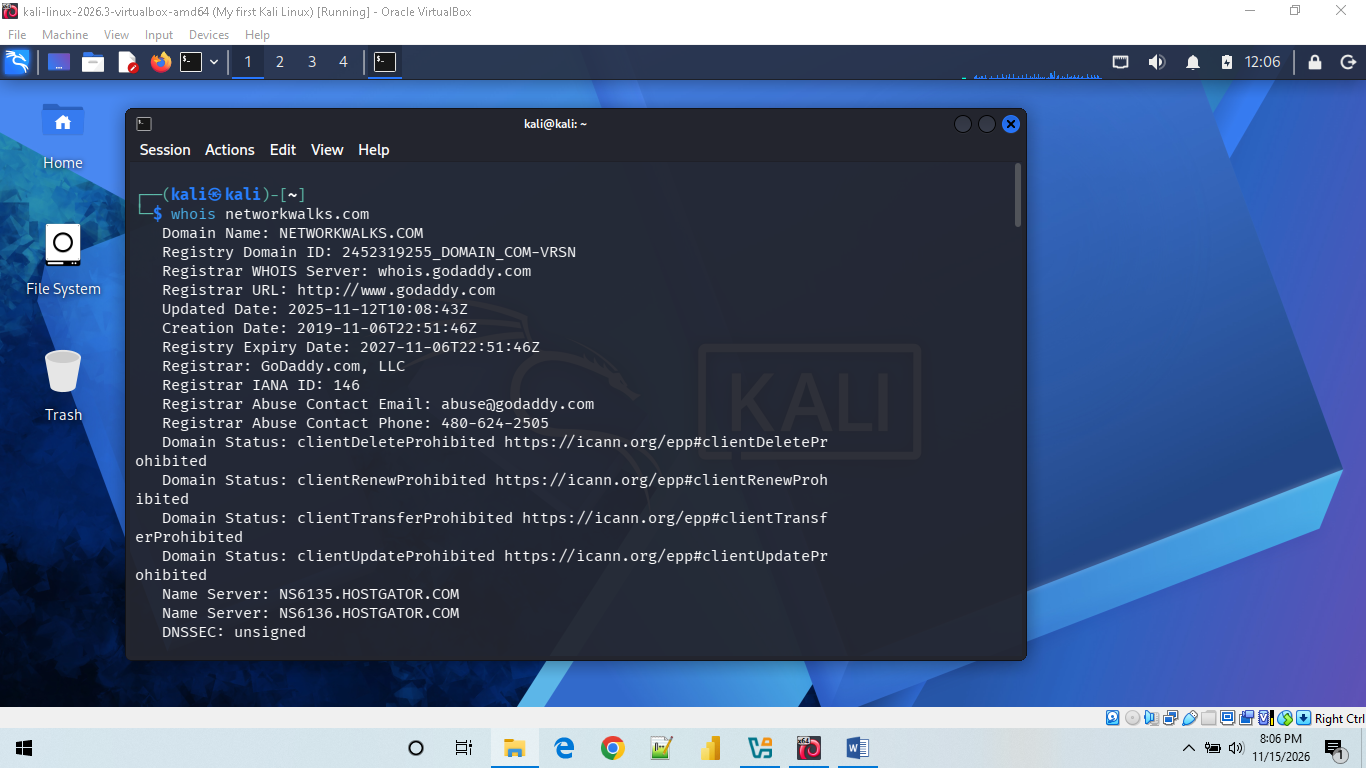 kali-linux-2026.3-virtualbox-amd64 (My first Kali Linux) [Running] - Oracle VirtualBox
File Machine View Input Devices Help
1 2 3 4 12:06
Home
File System
Trash
kali@kali: ~
Session Actions Edit View Help
┌──(kali㉿kali)-[~]
└─$ whois networkwalks.com
Domain Name: NETWORKWALKS.COM
Registry Domain ID: 2452319255_DOMAIN_COM-VRSN
Registrar WHOIS Server: whois.godaddy.com
Registrar URL: http://www.godaddy.com
Updated Date: 2025-11-12T10:08:43Z
Creation Date: 2019-11-06T22:51:46Z
Registry Expiry Date: 2027-11-06T22:51:46Z
Registrar: GoDaddy.com, LLC
Registrar IANA ID: 146
Registrar Abuse Contact Email: abuse@godaddy.com
Registrar Abuse Contact Phone: 480-624-2505
Domain Status: clientDeleteProhibited https://icann.org/epp#clientDeletePr
ohibited
Domain Status: clientRenewProhibited https://icann.org/epp#clientRenewProh
ibited
Domain Status: clientTransferProhibited https://icann.org/epp#clientTransf
erProhibited
Domain Status: clientUpdateProhibited https://icann.org/epp#clientUpdatePr
ohibited
Name Server: NS6135.HOSTGATOR.COM
Name Server: NS6136.HOSTGATOR.COM
DNSSEC: unsigned
KALI
Right Ctrl
8:06 PM
11/15/2026
1